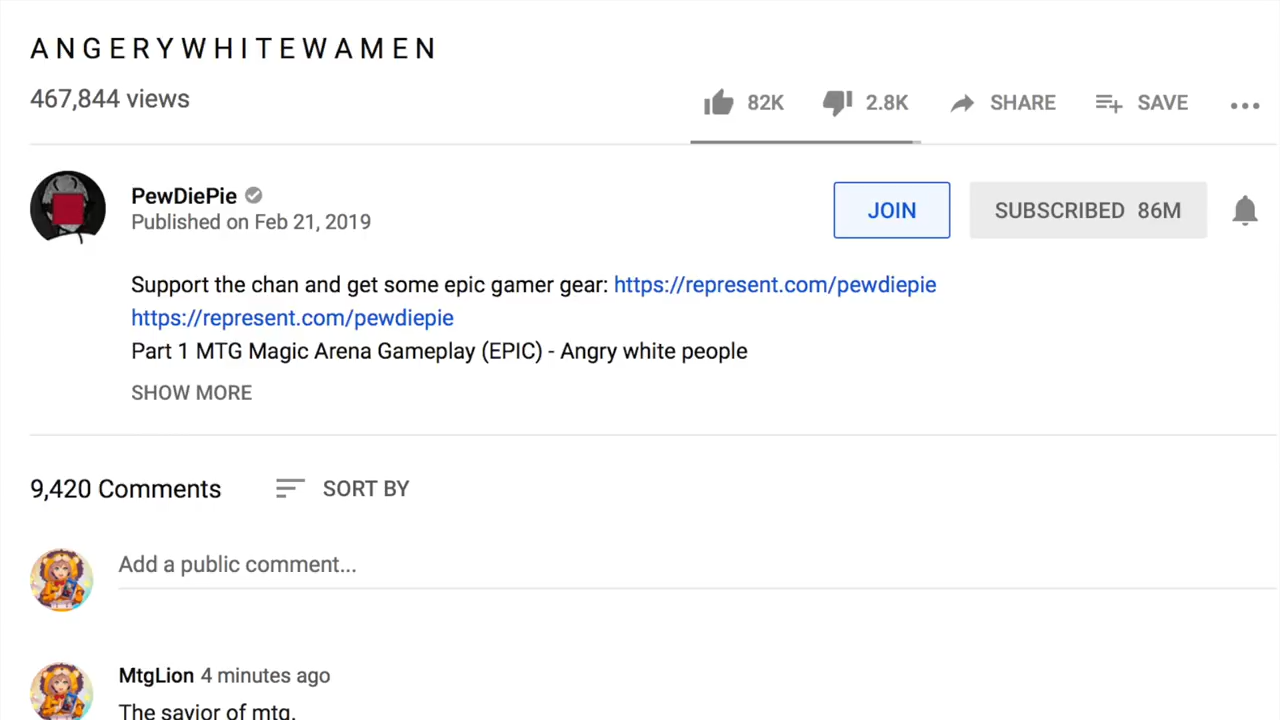 A N G E R Y W H I T E W A M E N
467,844 views
82K 2.8K SHARE SAVE
PewDiePie
Published on Feb 21, 2019
JOIN SUBSCRIBED 86M
Support the chan and get some epic gamer gear: https://represent.com/pewdiepie
https://represent.com/pewdiepie
Part 1 MTG Magic Arena Gameplay (EPIC) - Angry white people
SHOW MORE
9,420 Comments SORT BY
Add a public comment...
MtgLion 4 minutes ago
The savior of mtg.